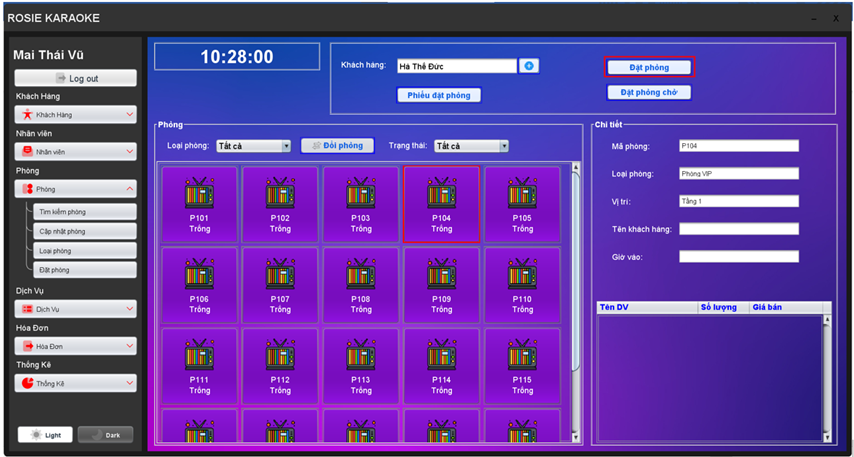 ROSIE KARAOKE - X
Mai Thái Vũ
Log out
Khách Hàng
Khách Hàng
Nhân viên
Nhân viên
Phòng
Phòng
Tìm kiếm phòng
Cập nhật phòng
Loại phòng
Đặt phòng
Dịch Vụ
Dịch Vụ
Hóa Đơn
Hóa Đơn
Thống Kê
Thống Kê
Light Dark
10:28:00
Khách hàng: Hà Thế Đức
Đặt phòng
Phiếu đặt phòng
Đặt phòng chờ
Phòng
Loại phòng: Tất cả Đổi phòng Trạng thái: Tất cả
P101 P102 P103 P104 P105
Trống Trống Trống Trống Trống
P106 P107 P108 P109 P110
Trống Trống Trống Trống Trống
P111 P112 P113 P114 P115
Trống Trống Trống Trống Trống
Chi tiết
Mã phòng: P104
Loại phòng: Phòng VIP
Vị trí: Tầng 1
Tên khách hàng:
Giờ vào:
Tên DV Số lượng Giá bán